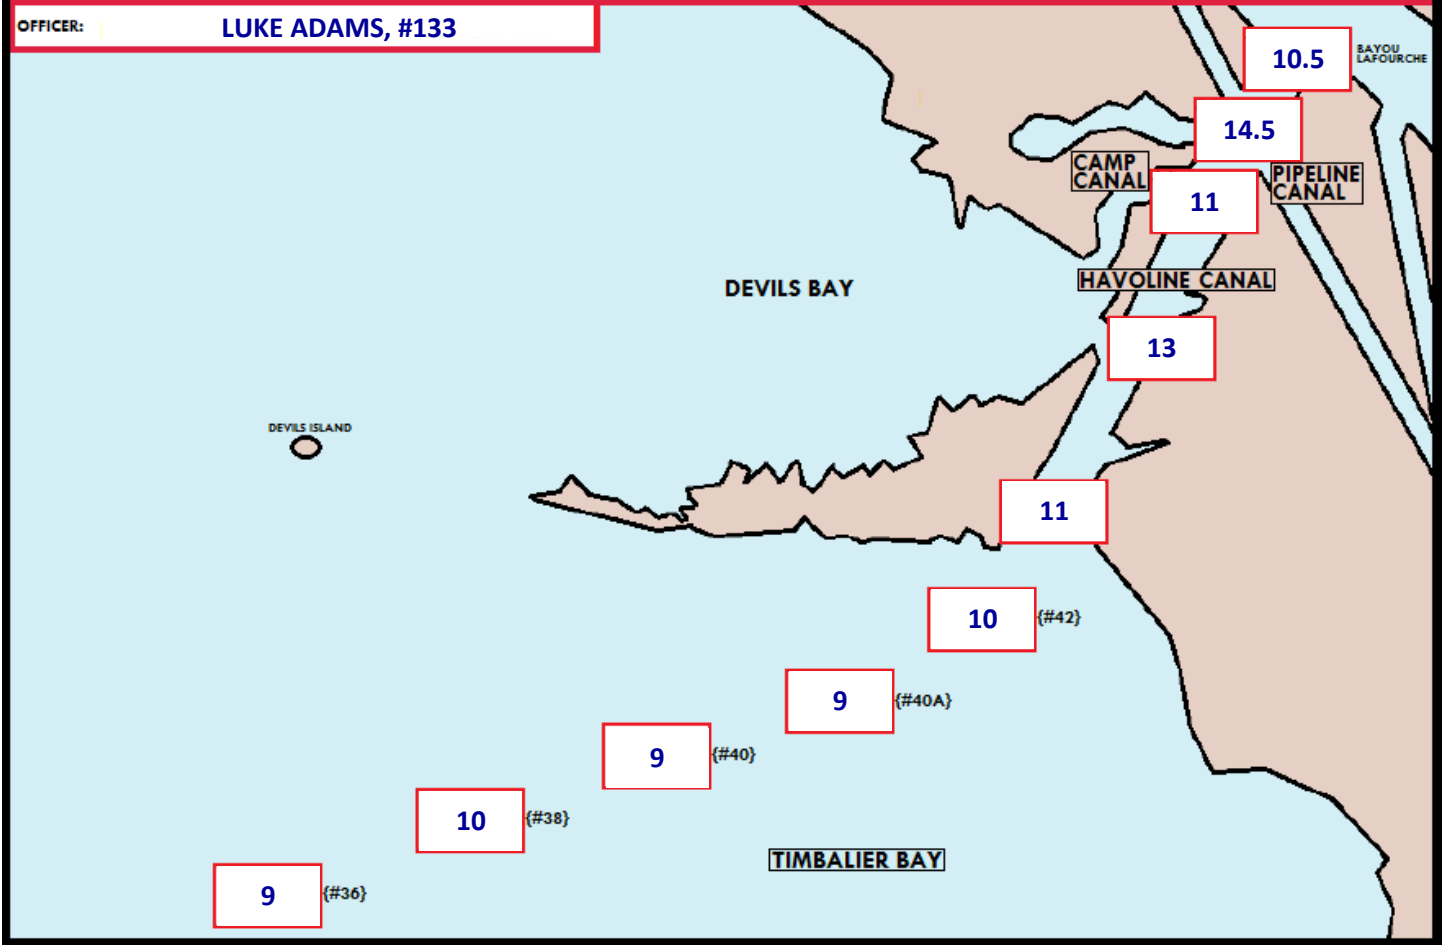 OFFICER: LUKE ADAMS, #133
10.5
BAYOU
LAFOURCHE
14.5
CAMP
CANAL
PIPELINE
CANAL
11
HAVOLINE CANAL
DEVILS BAY
13
DEVILS ISLAND
11
10 {#42}
9 {#40A}
9 {#40}
10 {#38}
TIMBALIER BAY
9 {#36}